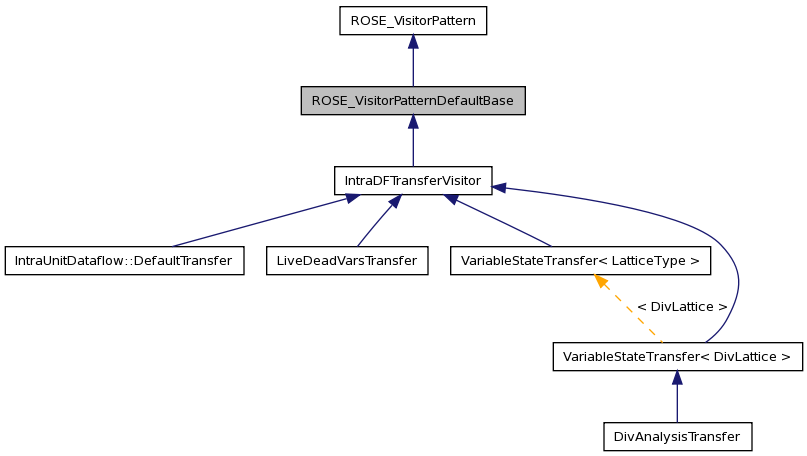 ROSE_VisitorPattern
ROSE_VisitorPatternDefaultBase
IntraDFTransferVisitor
IntraUnitDataflow::DefaultTransfer
LiveDeadVarsTransfer
VariableStateTransfer< LatticeType >
< DivLattice >
VariableStateTransfer< DivLattice >
DivAnalysisTransfer